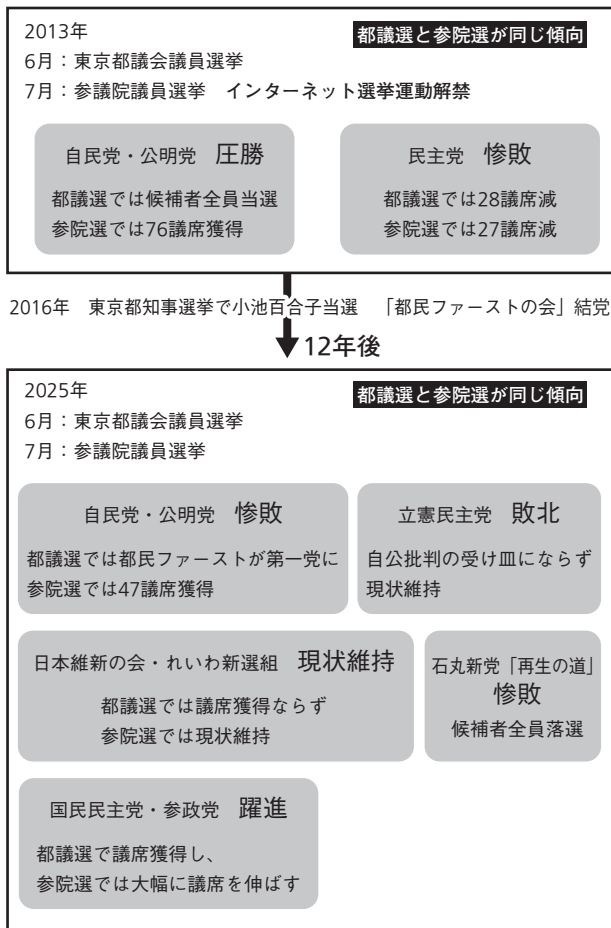 2013年
都議選と参院選が同じ傾向
6月：東京都議会議員選挙
7月：参議院議員選挙　インターネット選挙運動解禁
自民党・公明党　圧勝
都議選では候補者全員当選
参院選では76議席獲得
民主党　惨敗
都議選では28議席減
参院選では27議席減
2016年　東京都知事選挙で小池百合子当選　「都民ファーストの会」結党
12年後
2025年
都議選と参院選が同じ傾向
6月：東京都議会議員選挙
7月：参議院議員選挙
自民党・公明党　惨敗
都議選では都民ファーストが第一党に
参院選では47議席獲得
立憲民主党　敗北
自公批判の受け皿にならず
現状維持
日本維新の会・れいわ新選組　現状維持
都議選では議席獲得ならず
参院選では現状維持
石丸新党「再生の道」
惨敗
候補者全員落選
国民民主党・参政党　躍進
都議選で議席獲得し、
参院選では大幅に議席を伸ばす